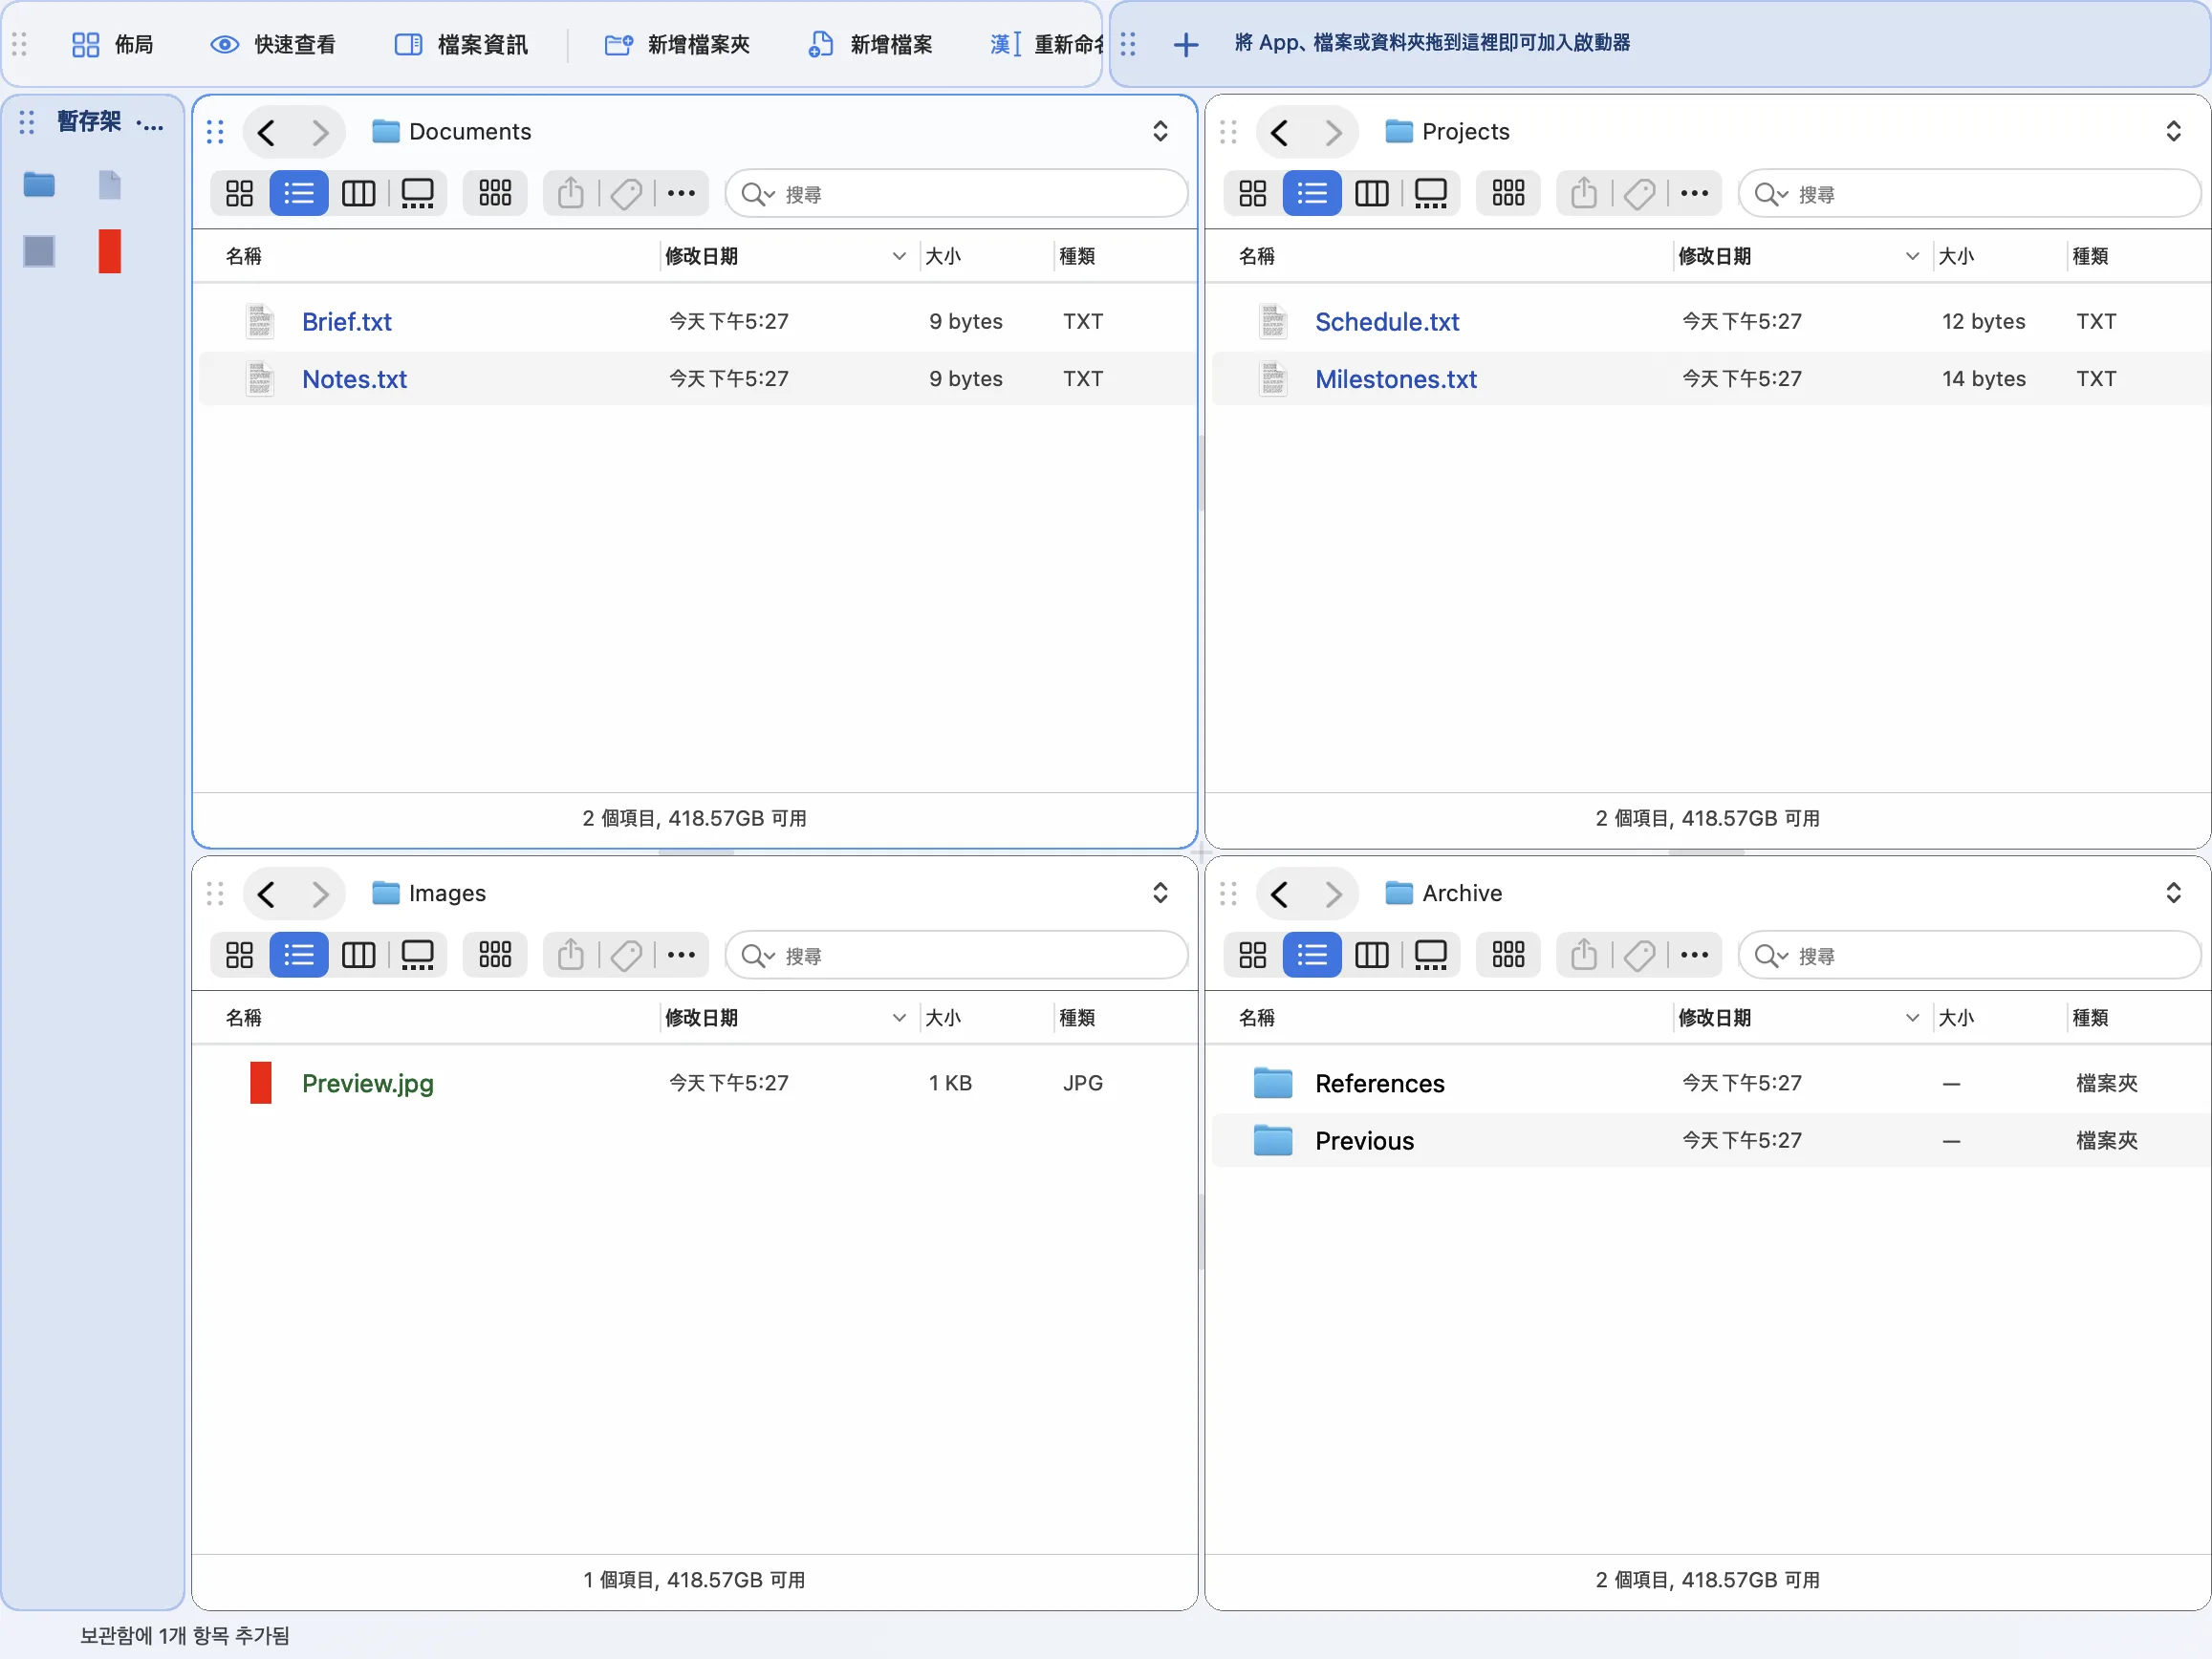 佈局 快速查看 檔案資訊 新增檔案夾 新增檔案 漢 重新命名
將 App、檔案或資料夾拖到這裡即可加入啟動器
暫存架 ·...
Documents
搜尋
名稱 修改日期 大小 種類
Brief.txt 今天 下午5:27 9 bytes TXT
Notes.txt 今天 下午5:27 9 bytes TXT
2 個項目, 418.57GB 可用
Projects
搜尋
名稱 修改日期 大小 種類
Schedule.txt 今天 下午5:27 12 bytes TXT
Milestones.txt 今天 下午5:27 14 bytes TXT
2 個項目, 418.57GB 可用
Images
搜尋
名稱 修改日期 大小 種類
Preview.jpg 今天 下午5:27 1 KB JPG
1 個項目, 418.57GB 可用
Archive
搜尋
名稱 修改日期 大小 種類
References 今天 下午5:27 — 檔案夾
Previous 今天 下午5:27 — 檔案夾
2 個項目, 418.57GB 可用
보관함에 1개 항목 추가됨